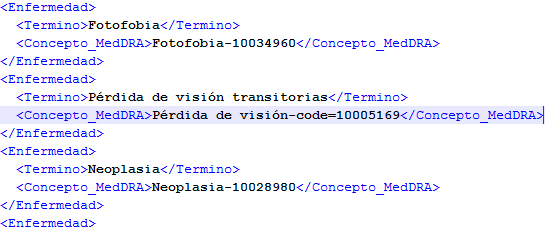 <Enfermedad>
<Termino>Fotofobia</Termino>
<Concepto_MedDRA>Fotofobia-10034960</Concepto_MedDRA>
</Enfermedad>
<Enfermedad>
<Termino>Pérdida de visión transitorias</Termino>
<Concepto_MedDRA>Pérdida de visión-code=10005169</Concepto_MedDRA>
</Enfermedad>
<Enfermedad>
<Termino>Neoplasia</Termino>
<Concepto_MedDRA>Neoplasia-10028980</Concepto_MedDRA>
</Enfermedad>
<Enfermedad>